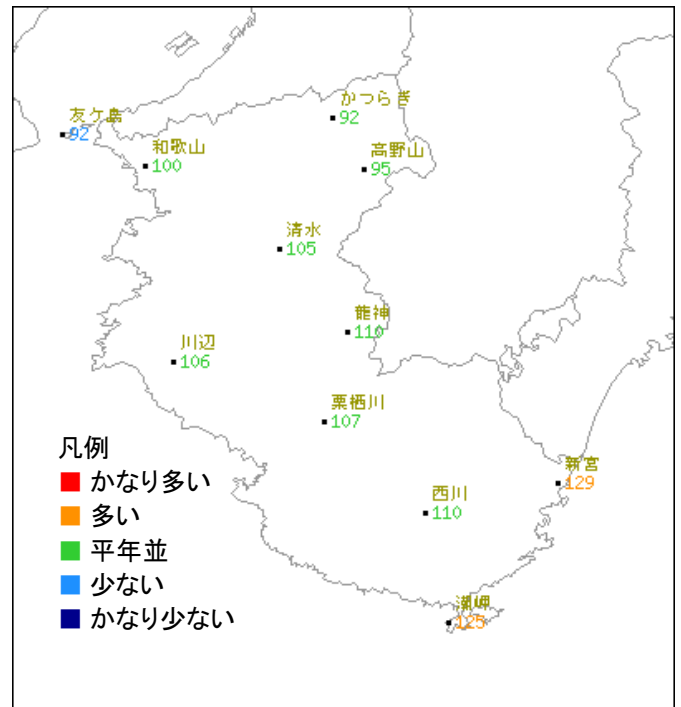 かつらぎ
92
友ケ島
92
和歌山
100
高野山
95
清水
105
龍神
110
川辺
106
栗栖川
107
新宮
129
西川
110
潮岬
125
凡例
かなり多い
多い
平年並
少ない
かなり少ない